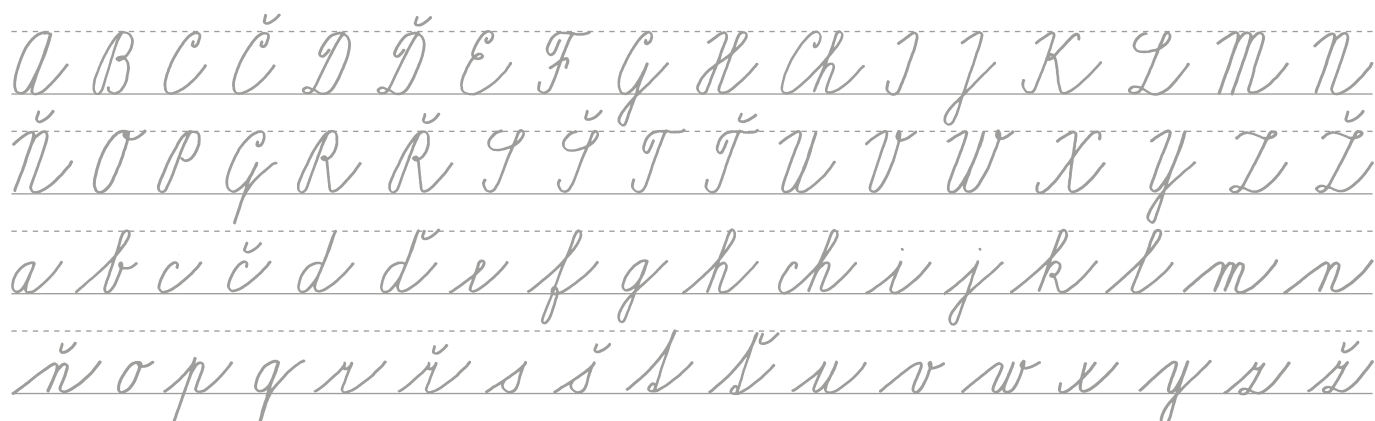 A B C Č D Ď E F G H Ch I J K L M N
Ň O P Q R Ř S Š T Ť U V W X Y Z Ž
a b c č d ď e f g h ch i j k l m n
ň o p q r ř s š t ť u v w x y z ž